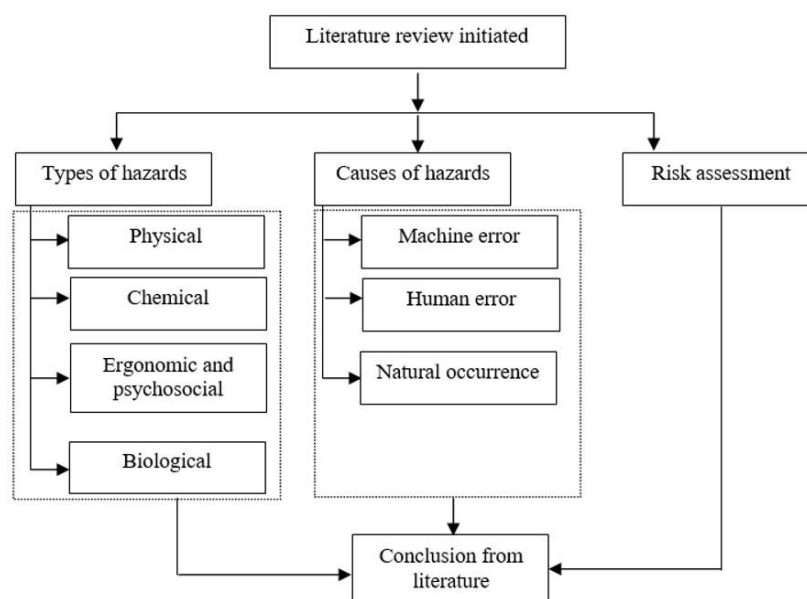 Literature review initiated
Types of hazards
Causes of hazards
Risk assessment
Physical
Chemical
Ergonomic and
psychosocial
Biological
Machine error
Human error
Natural occurrence
Conclusion from
literature